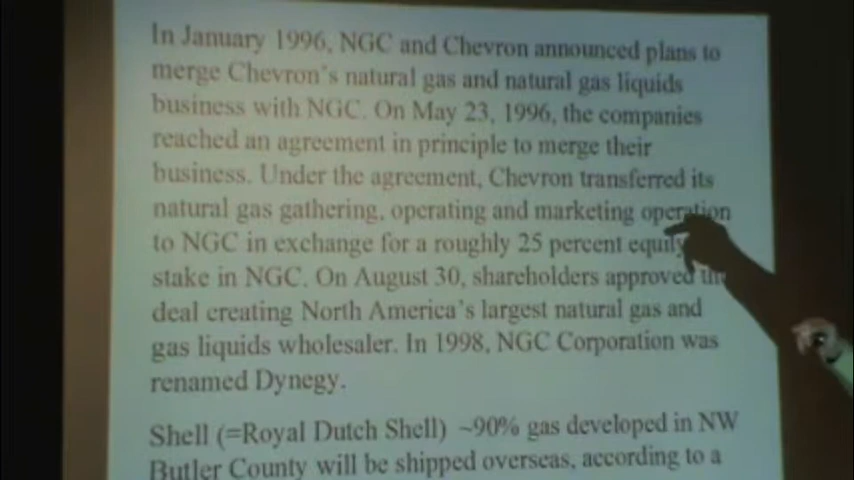 In January 1996, NGC and Chevron announced plans to
merge Chevron's natural gas and natural gas liquids
business with NGC. On May 23, 1996, the companies
reached an agreement in principle to merge their
business. Under the agreement, Chevron transferred its
natural gas gathering, operating and marketing operation
to NGC in exchange for a roughly 25 percent equity
stake in NGC. On August 30, shareholders approved
deal creating North America's largest natural gas and
gas liquids wholesaler. In 1998, NGC Corporation was
renamed Dynegy.
Shell (=Royal Dutch Shell) ~90% gas developed in NW
Butler County will be shipped overseas, according to a